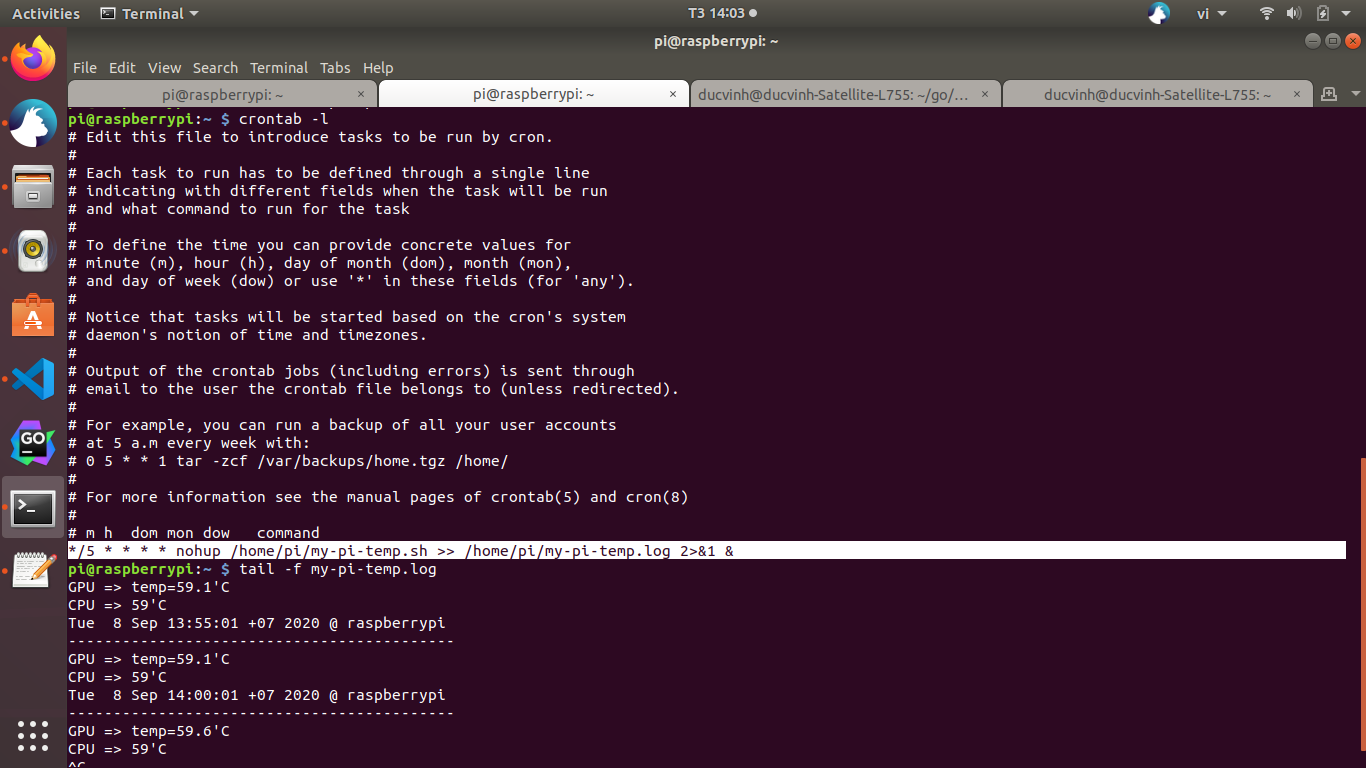 Activities Terminal T3 14:03 vi
pi@raspberrypi: ~
File Edit View Search Terminal Tabs Help
pi@raspberrypi: ~ × pi@raspberrypi: ~ × ducvinh@ducvinh-Satellite-L755: ~/go/… × ducvinh@ducvinh-Satellite-L755: ~ ×
pi@raspberrypi:~ $ crontab -l
# Edit this file to introduce tasks to be run by cron.
#
# Each task to run has to be defined through a single line
# indicating with different fields when the task will be run
# and what command to run for the task
#
# To define the time you can provide concrete values for
# minute (m), hour (h), day of month (dom), month (mon),
# and day of week (dow) or use '*' in these fields (for 'any').
#
# Notice that tasks will be started based on the cron's system
# daemon's notion of time and timezones.
#
# Output of the crontab jobs (including errors) is sent through
# email to the user the crontab file belongs to (unless redirected).
#
# For example, you can run a backup of all your user accounts
# at 5 a.m every week with:
# 0 5 * * 1 tar -zcf /var/backups/home.tgz /home/
#
# For more information see the manual pages of crontab(5) and cron(8)
#
# m h  dom mon dow   command
*/5 * * * * nohup /home/pi/my-pi-temp.sh >> /home/pi/my-pi-temp.log 2>&1 &
pi@raspberrypi:~ $ tail -f my-pi-temp.log
GPU => temp=59.1'C
CPU => 59'C
Tue  8 Sep 13:55:01 +07 2020 @ raspberrypi
-------------------------------------------
GPU => temp=59.1'C
CPU => 59'C
Tue  8 Sep 14:00:01 +07 2020 @ raspberrypi
-------------------------------------------
GPU => temp=59.6'C
CPU => 59'C
^C
GO
>_